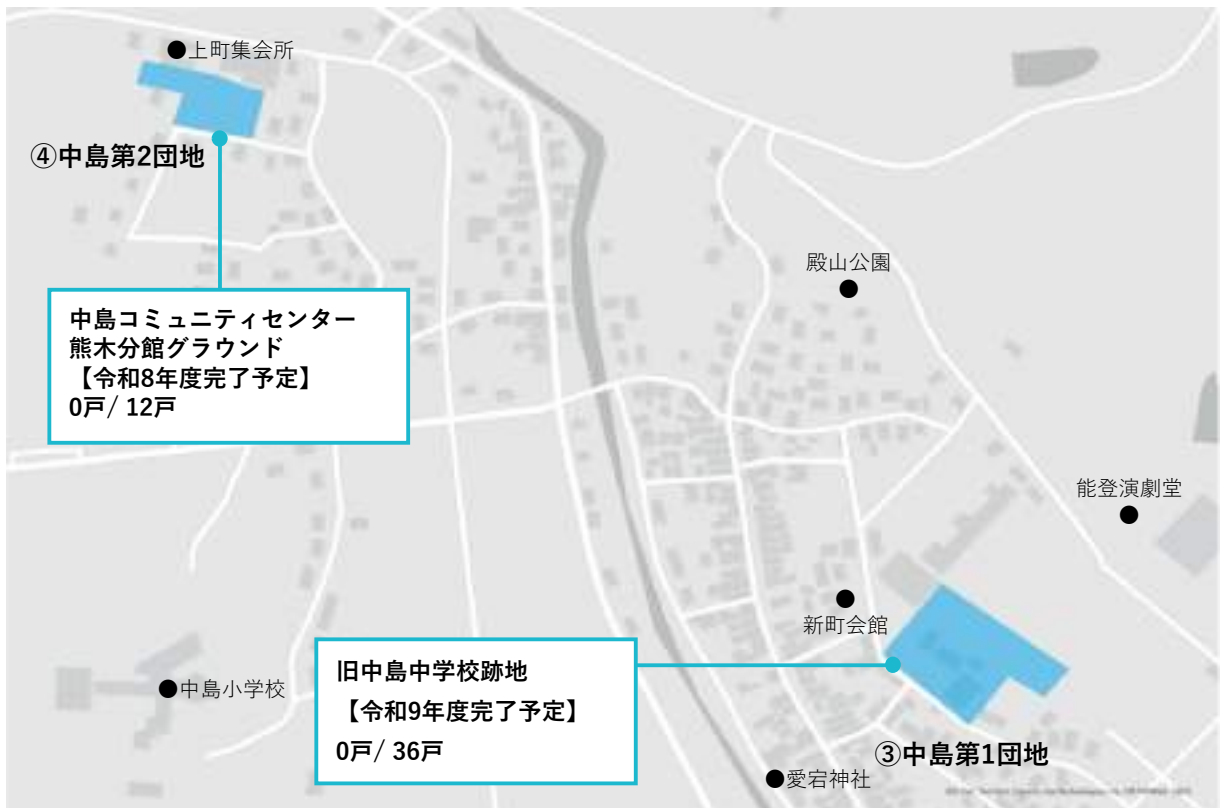 ●上町集会所
④中島第2団地
殿山公園
●
中島コミュニティセンター
熊木分館グラウンド
【令和8年度完了予定】
0戸/ 12戸
能登演劇堂
●
●
新町会館
旧中島中学校跡地
【令和9年度完了予定】
0戸/ 36戸
●中島小学校
③中島第1団地
●愛宕神社